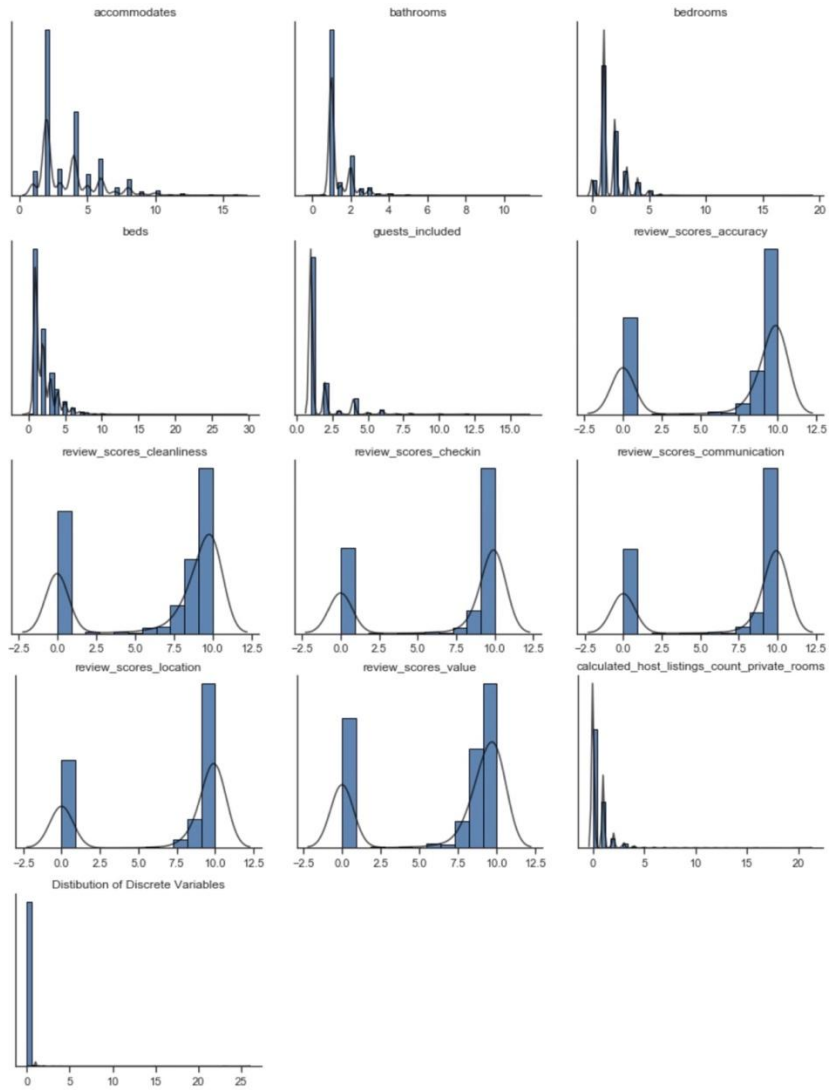 accommodates bathrooms bedrooms
0 5 10 15 0 2 4 6 8 10 0 5 10 15 20
beds guests_included review_scores_accuracy
0 5 10 15 20 25 30 0.0 2.5 5.0 7.5 10.0 12.5 15.0 −2.5 0.0 2.5 5.0 7.5 10.0 12.5
review_scores_cleanliness review_scores_checkin review_scores_communication
−2.5 0.0 2.5 5.0 7.5 10.0 12.5 −2.5 0.0 2.5 5.0 7.5 10.0 12.5 −2.5 0.0 2.5 5.0 7.5 10.0 12.5
review_scores_location review_scores_value calculated_host_listings_count_private_rooms
−2.5 0.0 2.5 5.0 7.5 10.0 12.5 −2.5 0.0 2.5 5.0 7.5 10.0 12.5 0 5 10 15 20
Distibution of Discrete Variables
0 5 10 15 20 25